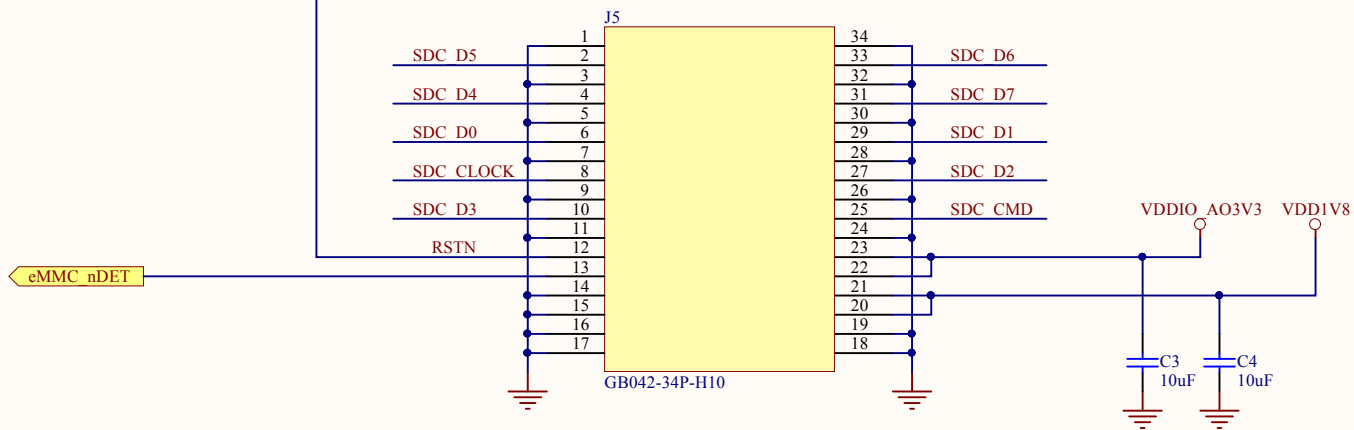 J5
1 34
SDC_D5 2 33 SDC_D6
3 32
SDC_D4 4 31 SDC_D7
5 30
SDC_D0 6 29 SDC_D1
7 28
SDC_CLOCK 8 27 SDC_D2
9 26
SDC_D3 10 25 SDC_CMD VDDIO_AO3V3 VDD1V8
11 24
RSTN 12 23
eMMC_nDET 13 22
14 21
15 20
16 19
17 18
C3 C4
10uF 10uF
GB042-34P-H10